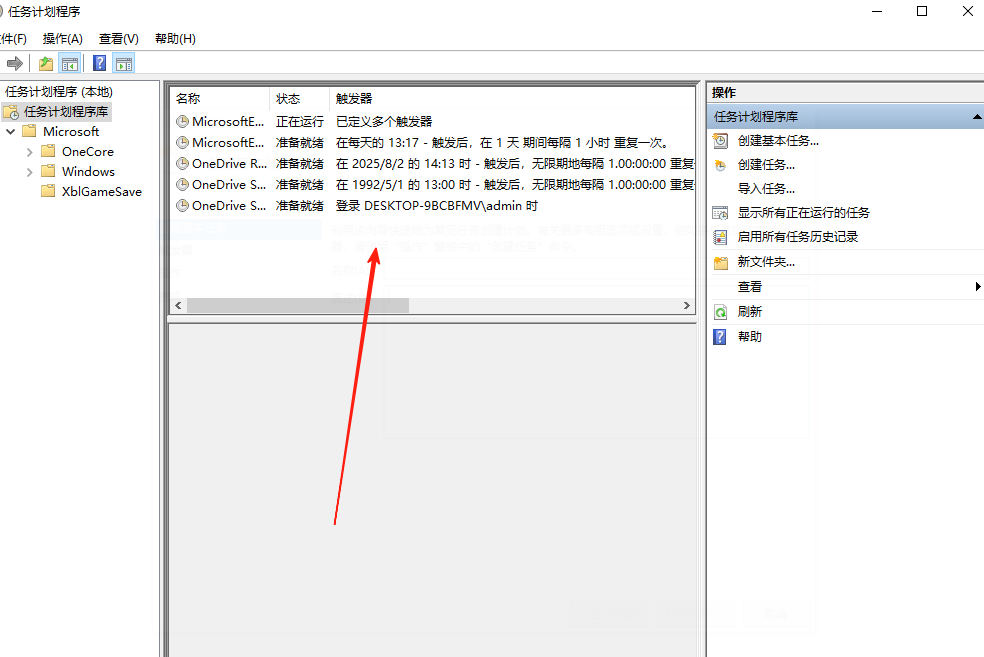 任务计划程序
件(F) 操作(A) 查看(V) 帮助(H)
任务计划程序 (本地)
任务计划程序库
Microsoft
OneCore
Windows
XblGameSave
名称 状态 触发器
MicrosoftE... 正在运行 已定义多个触发器
MicrosoftE... 准备就绪 在每天的 13:17 - 触发后，在 1 天 期间每隔 1 小时 重复一次。
OneDrive R... 准备就绪 在 2025/8/2 的 14:13 时 - 触发后，无限期地每隔 1.00:00:00 重复
OneDrive S... 准备就绪 在 1992/5/1 的 13:00 时 - 触发后，无限期地每隔 1.00:00:00 重复
OneDrive S... 准备就绪 登录 DESKTOP-9BCBFMV\admin 时
操作
任务计划程序库
创建基本任务...
创建任务...
导入任务...
显示所有正在运行的任务
启用所有任务历史记录
新文件夹...
查看
刷新
帮助